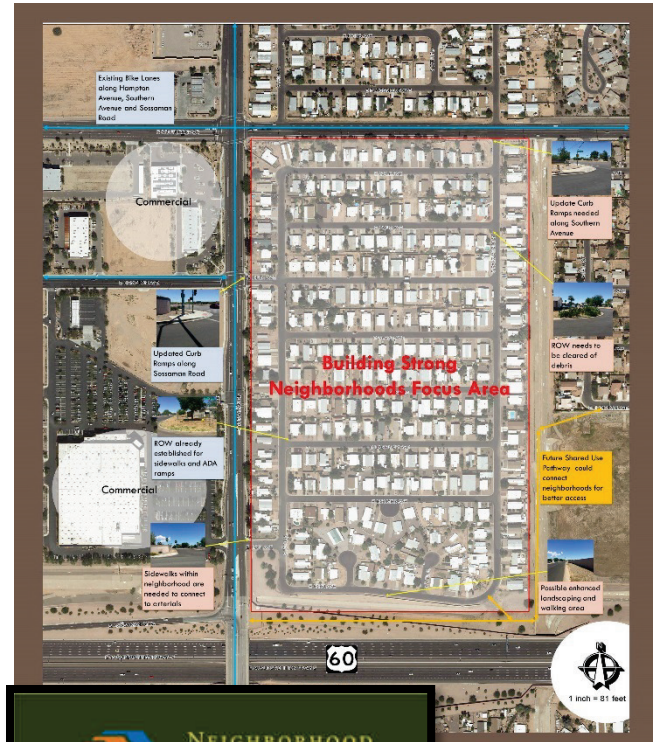 Existing Bike Lanes
along Hampton
Avenue, Southern
Avenue and Sossaman
Road
Commercial
Update Curb
Ramps needed
along Southern
Avenue
Updated Curb
Ramps along
Sossaman Road
ROW needs to
be cleared of
debris
Building Strong
Neighborhoods Focus Area
ROW already
established for
sidewalks and ADA
ramps
Commercial
Future Shared Use
Pathway could
connect
neighborhoods for
better access
Sidewalks within
neighborhood are
needed to connect
to arterials
Possible enhanced
landscaping and
walking area
60
1 inch = 81 feet
NEIGHBORHOOD